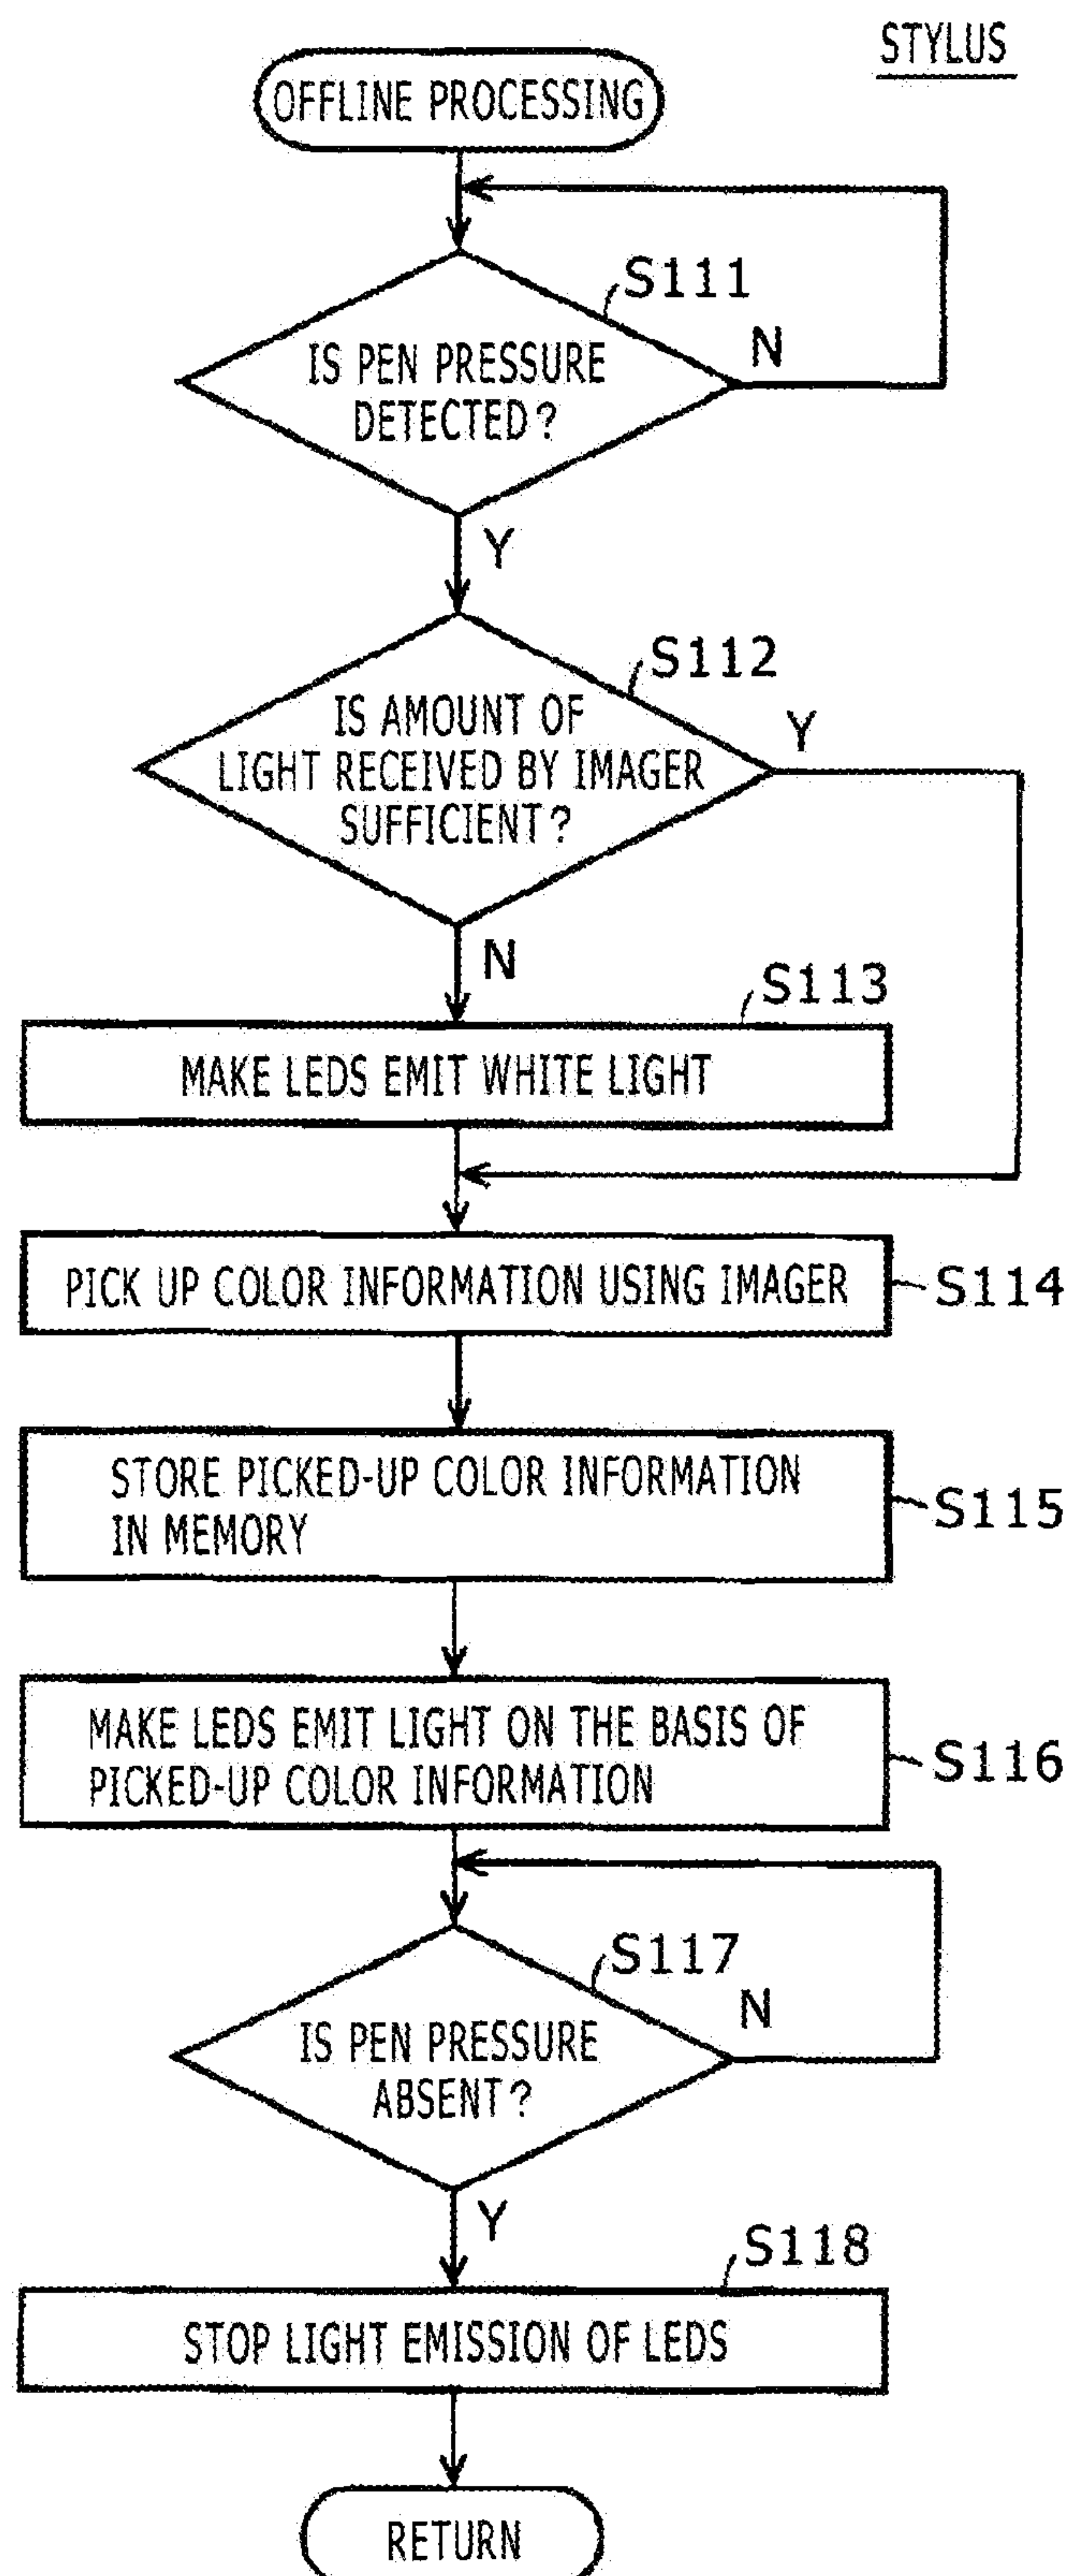 STYLUS
OFFLINE PROCESSING
S111
IS PEN PRESSURE
DETECTED?
N
Y
S112
IS AMOUNT OF
LIGHT RECEIVED BY IMAGER
SUFFICIENT?
Y
N
S113
MAKE LEDS EMIT WHITE LIGHT
PICK UP COLOR INFORMATION USING IMAGER
S114
STORE PICKED-UP COLOR INFORMATION
IN MEMORY
S115
MAKE LEDS EMIT LIGHT ON THE BASIS OF
PICKED-UP COLOR INFORMATION
S116
S117
IS PEN PRESSURE
ABSENT?
N
Y
S118
STOP LIGHT EMISSION OF LEDS
RETURN